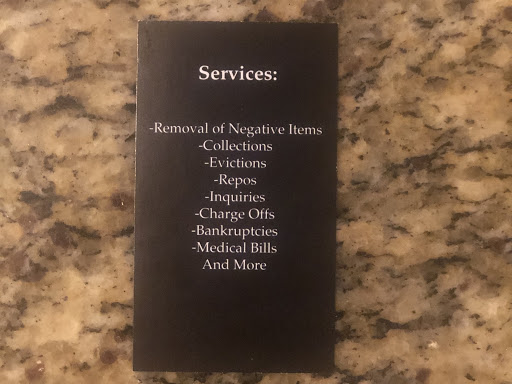 Services:
-Removal of Negative Items
-Collections
-Evictions
-Repos
-Inquiries
-Charge Offs
-Bankruptcies
-Medical Bills
And More